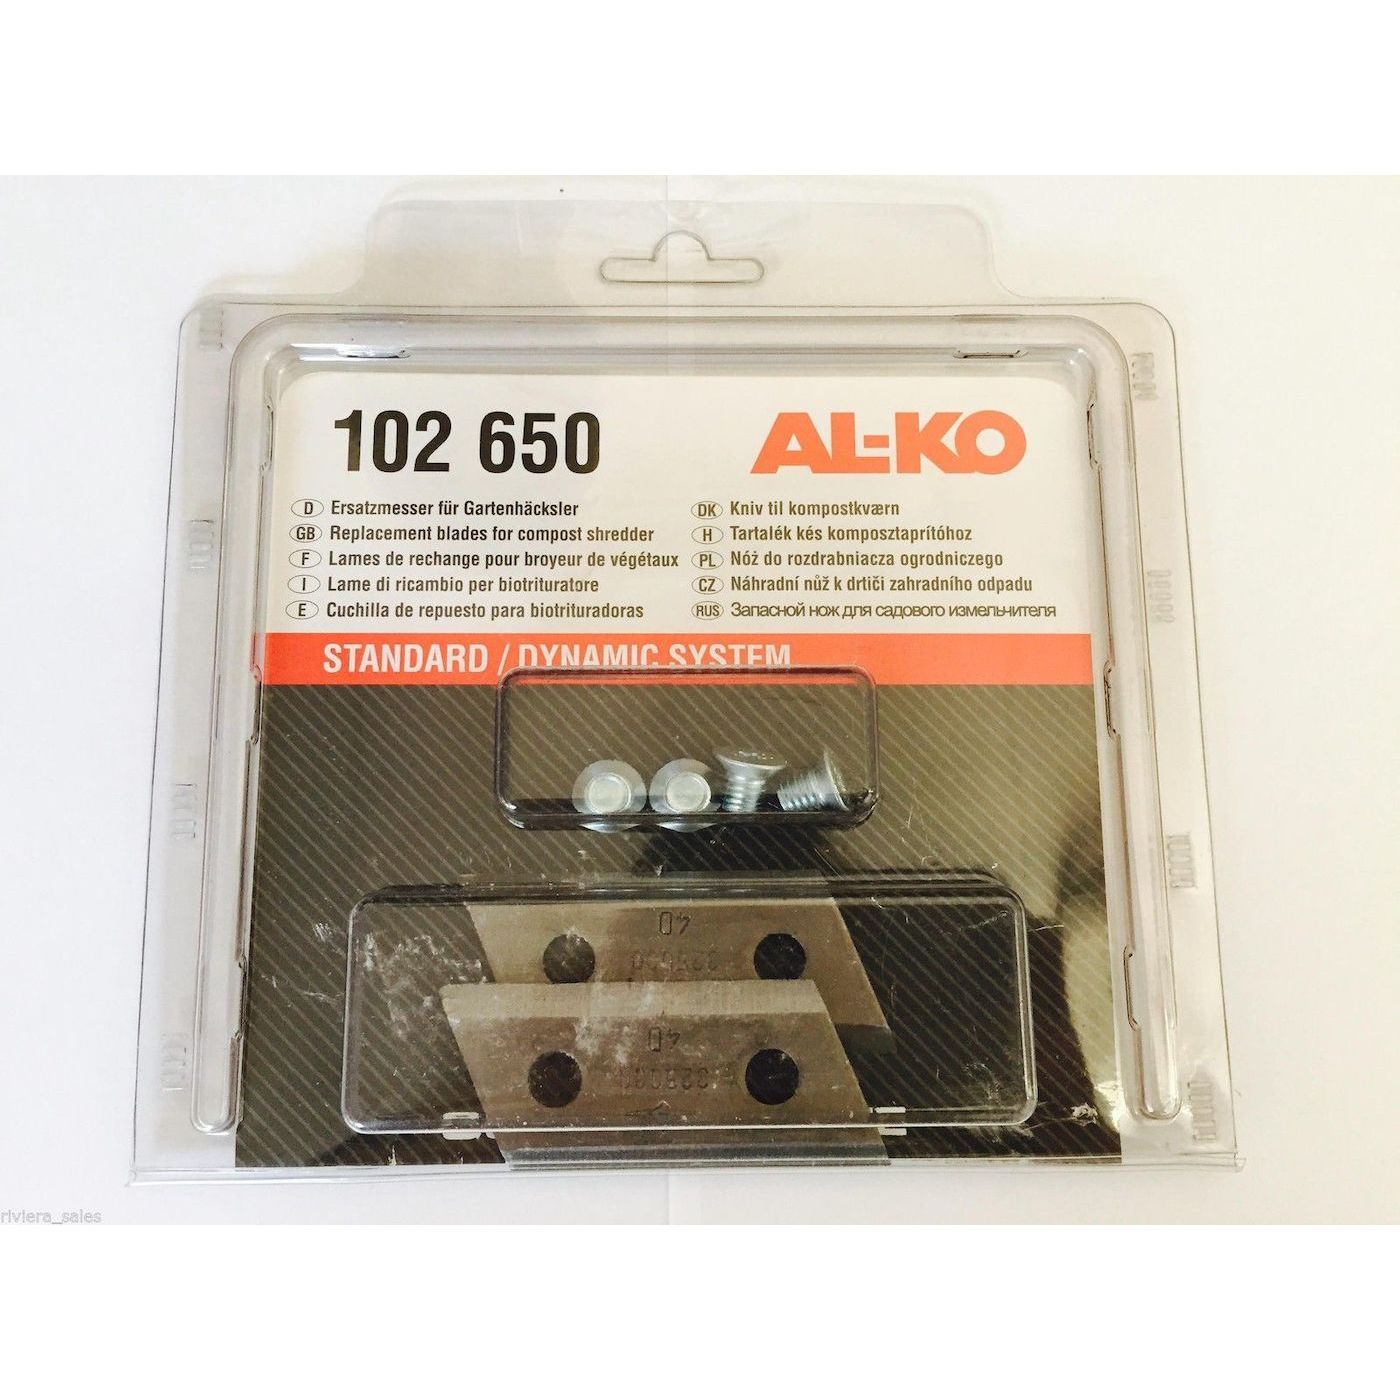 102 650
AL-KO
D Ersatzmesser für Gartenhäcksler
GB Replacement blades for compost shredder
F Lames de rechange pour broyeur de végétaux
I Lame di ricambio per biotrituratore
E Cuchilla de repuesto para biotrituradoras
DK Kniv til kompostkværn
H Tartalék kés komposztaprítóhoz
PL Nóż do rozdrabniacza ogrodniczego
CZ Náhradní nůž k drtiči zahradního odpadu
RUS Запасной нож для садового измельчителя
STANDARD / DYNAMIC SYSTEM
40
40
riviera_sales